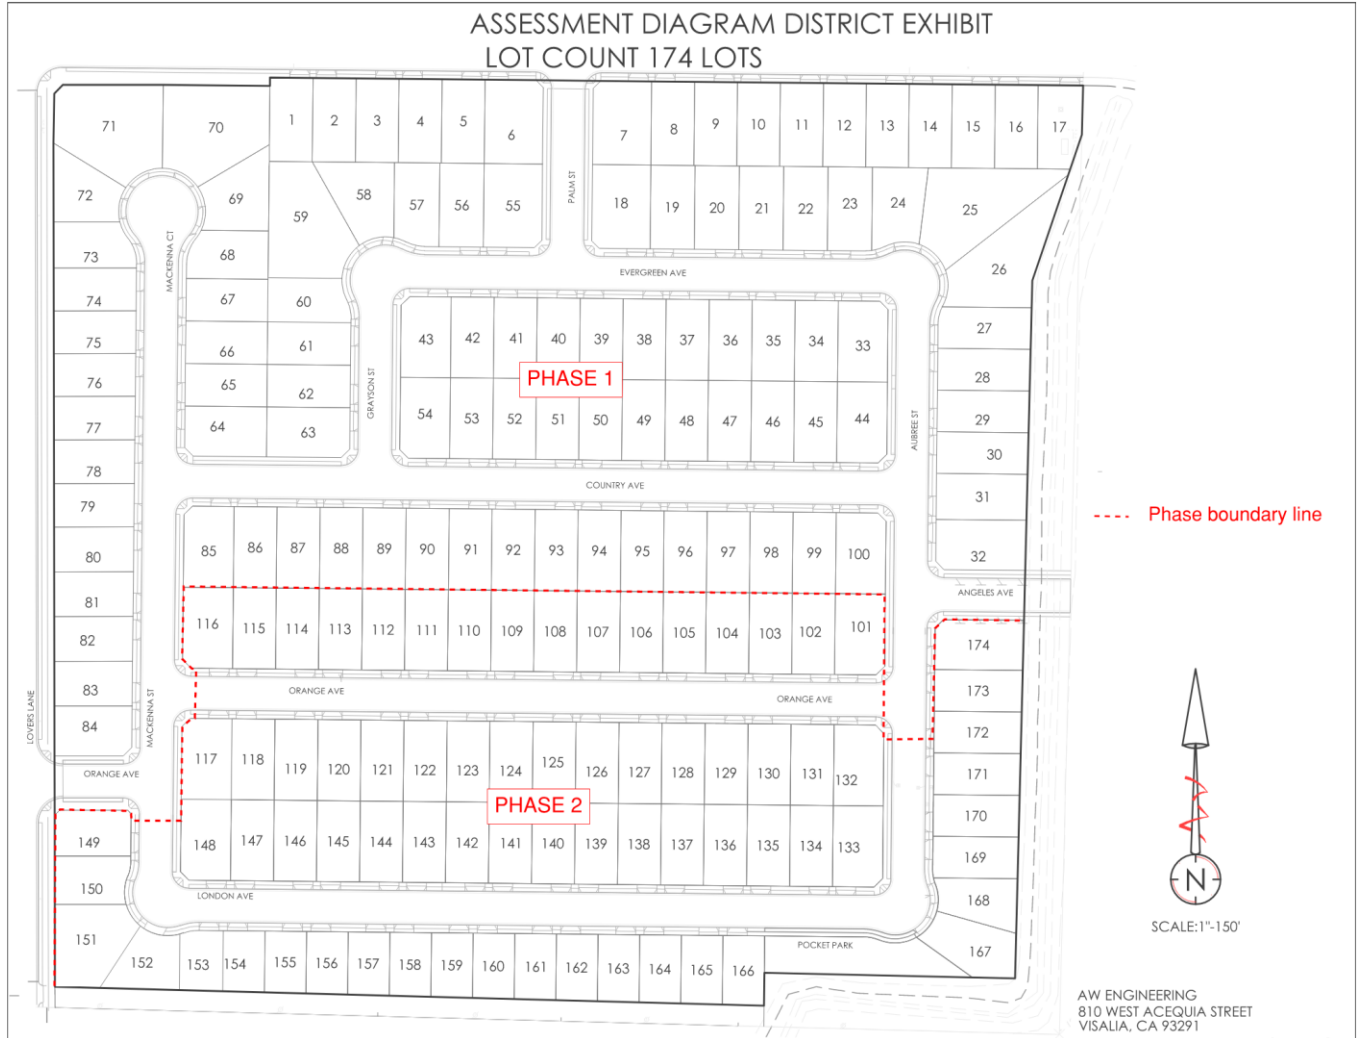 ASSESSMENT DIAGRAM DISTRICT EXHIBIT
LOT COUNT 174 LOTS
71 70 1 2 3 4 5 6 7 8 9 10 11 12 13 14 15 16 17
72 69 59 58 57 56 55 PALM ST 18 19 20 21 22 23 24 25
73 MACKENNA CT 68 EVERGREEN AVE 26
74 67 60 27
75 66 61 43 42 41 40 39 38 37 36 35 34 33
76 65 62 GRAYSON ST PHASE 1 28
77 64 63 54 53 52 51 50 49 48 47 46 45 44 AUBREE ST 29
78 30
79 COUNTRY AVE 31
80 85 86 87 88 89 90 91 92 93 94 95 96 97 98 99 100 32
Phase boundary line
81 ANGELES AVE
82 116 115 114 113 112 111 110 109 108 107 106 105 104 103 102 101 174
83 ORANGE AVE ORANGE AVE 173
LOVERS LANE 84 MACKENNA ST 172
ORANGE AVE 117 118 119 120 121 122 123 124 125 126 127 128 129 130 131 132 171
PHASE 2 170
149 148 147 146 145 144 143 142 141 140 139 138 137 136 135 134 133 169
150 LONDON AVE 168
151 POCKET PARK 167
152 153 154 155 156 157 158 159 160 161 162 163 164 165 166
N
SCALE:1"-150'
AW ENGINEERING
810 WEST ACEQUIA STREET
VISALIA, CA 93291